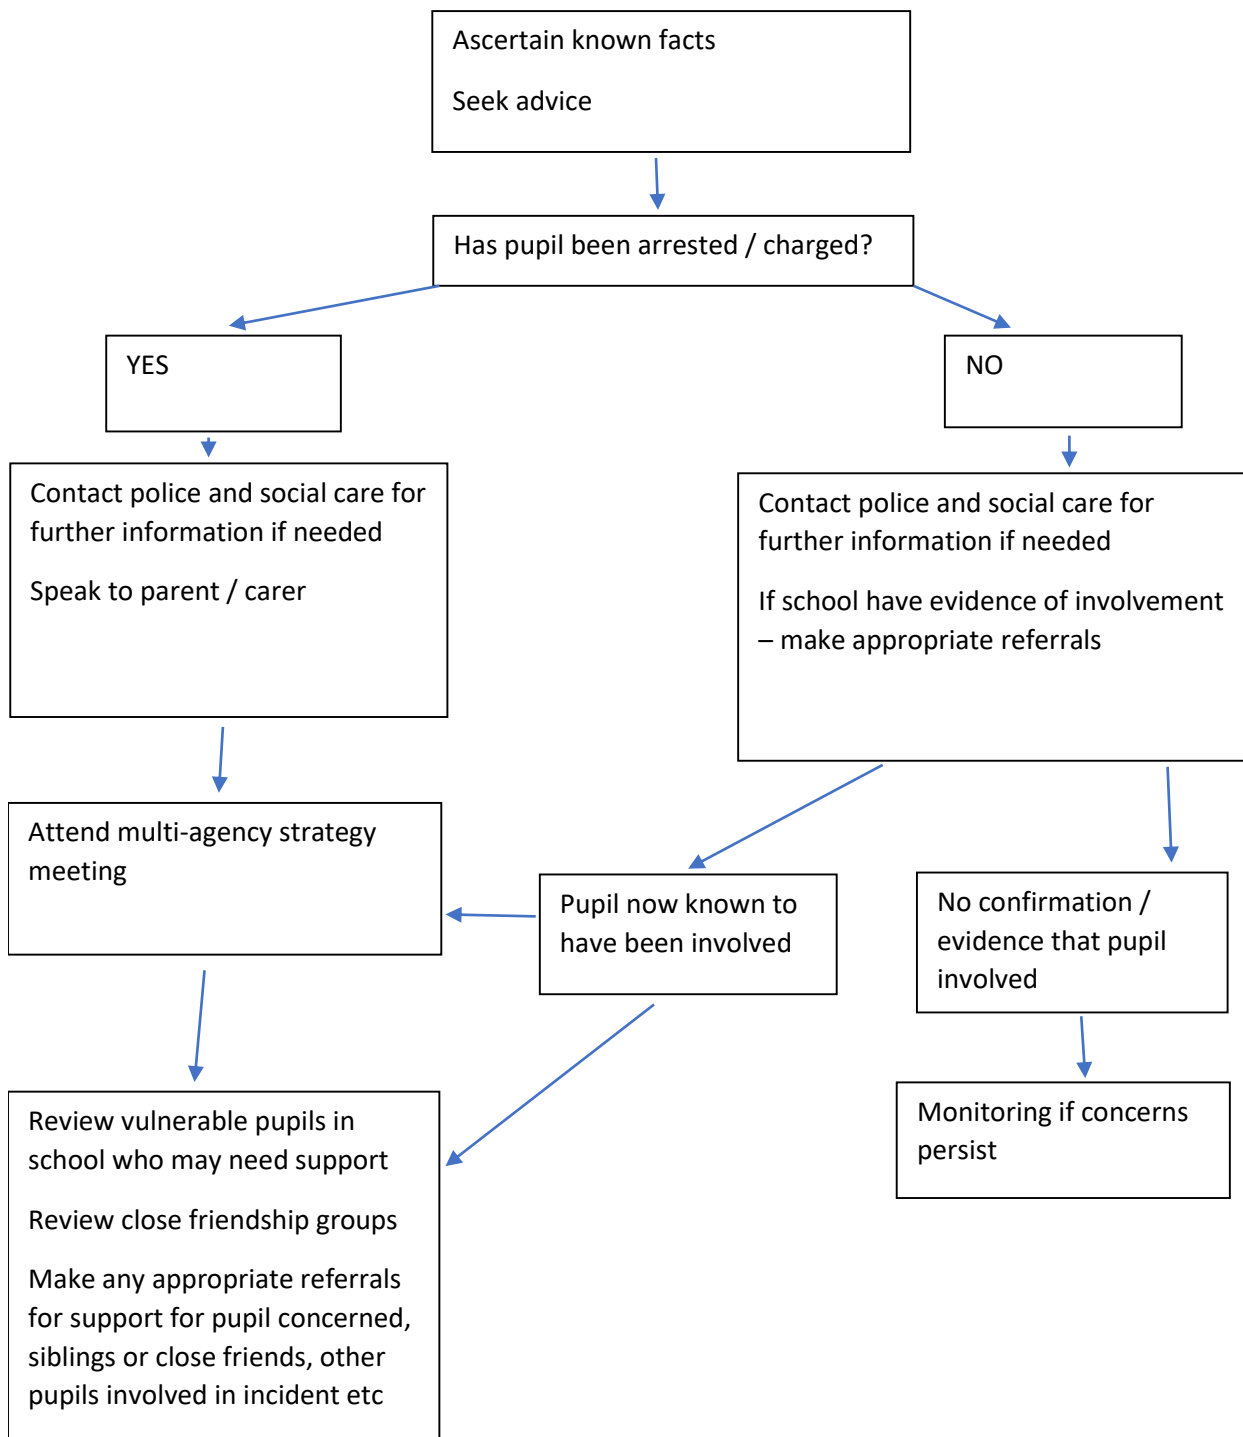 Ascertain known facts
Seek advice
Has pupil been arrested / charged?
YES
NO
Contact police and social care for
further information if needed
Speak to parent / carer
Contact police and social care for
further information if needed
If school have evidence of involvement
– make appropriate referrals
Attend multi-agency strategy
meeting
Pupil now known to
have been involved
No confirmation /
evidence that pupil
involved
Review vulnerable pupils in
school who may need support
Review close friendship groups
Make any appropriate referrals
for support for pupil concerned,
siblings or close friends, other
pupils involved in incident etc
Monitoring if concerns
persist